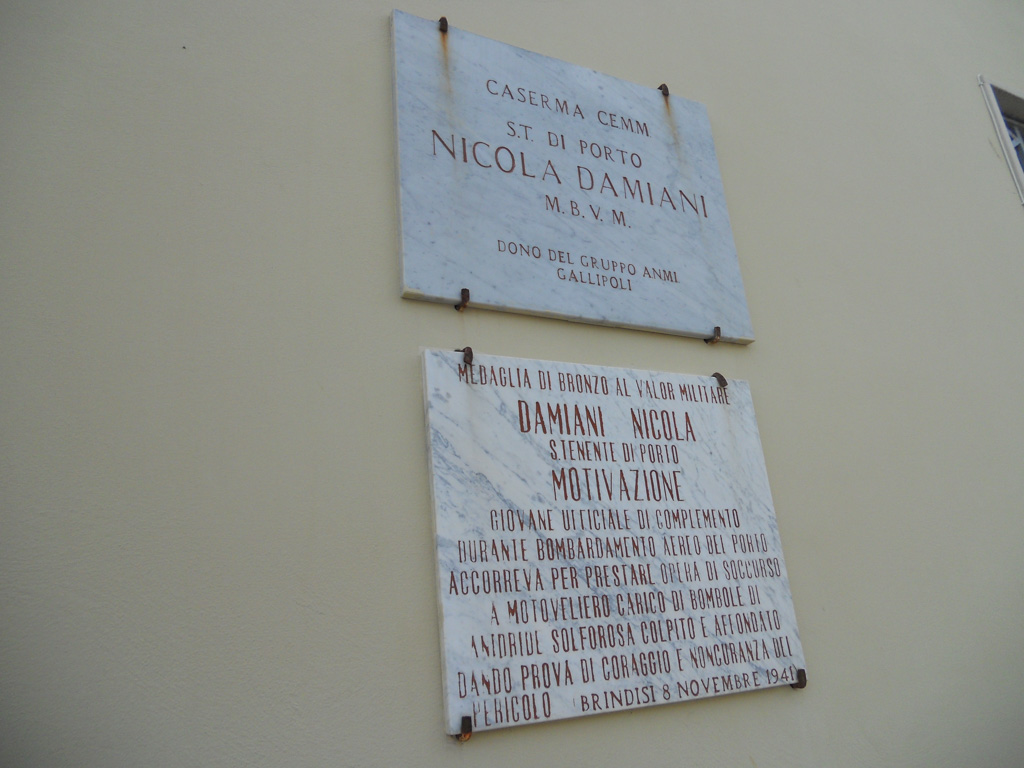 CASERMA CEMM
S.T. DI PORTO
NICOLA DAMIANI
M.B.V.M.
DONO DEL GRUPPO ANMI
GALLIPOLI
MEDAGLIA DI BRONZO AL VALOR MILITARE
DAMIANI NICOLA
S.TENENTE DI PORTO
MOTIVAZIONE
GIOVANE UFFICIALE DI COMPLEMENTO
DURANTE BOMBARDAMENTO AEREO DEL PORTO
ACCORREVA PER PRESTARE OPERA DI SOCCORSO
A MOTOVELIERO CARICO DI BOMBOLE DI
ANIDRIDE SOLFOROSA COLPITO E AFFONDATO
DANDO PROVA DI CORAGGIO E NONCURANZA DEL
PERICOLO BRINDISI 8 NOVEMBRE 1941